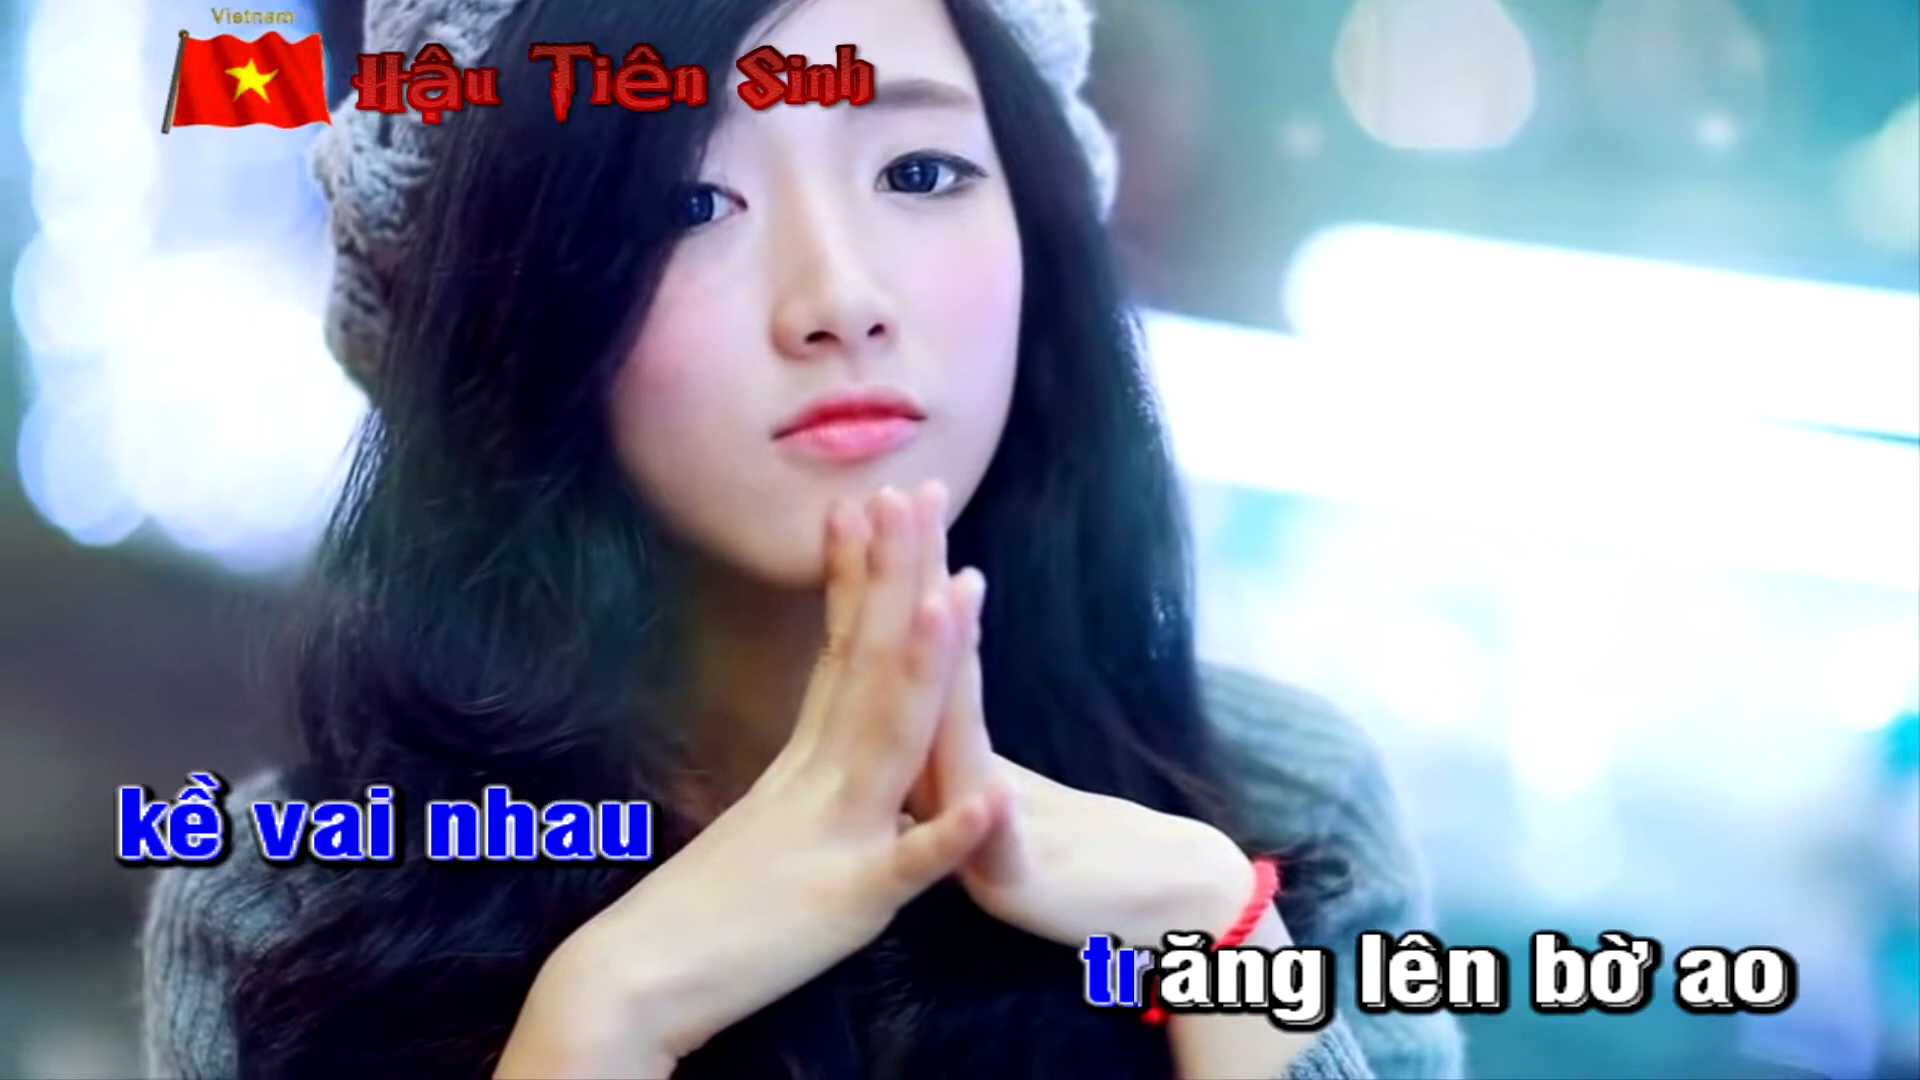 Vietnam
Hậu Tiên Sinh
kề vai nhau
trăng lên bờ ao